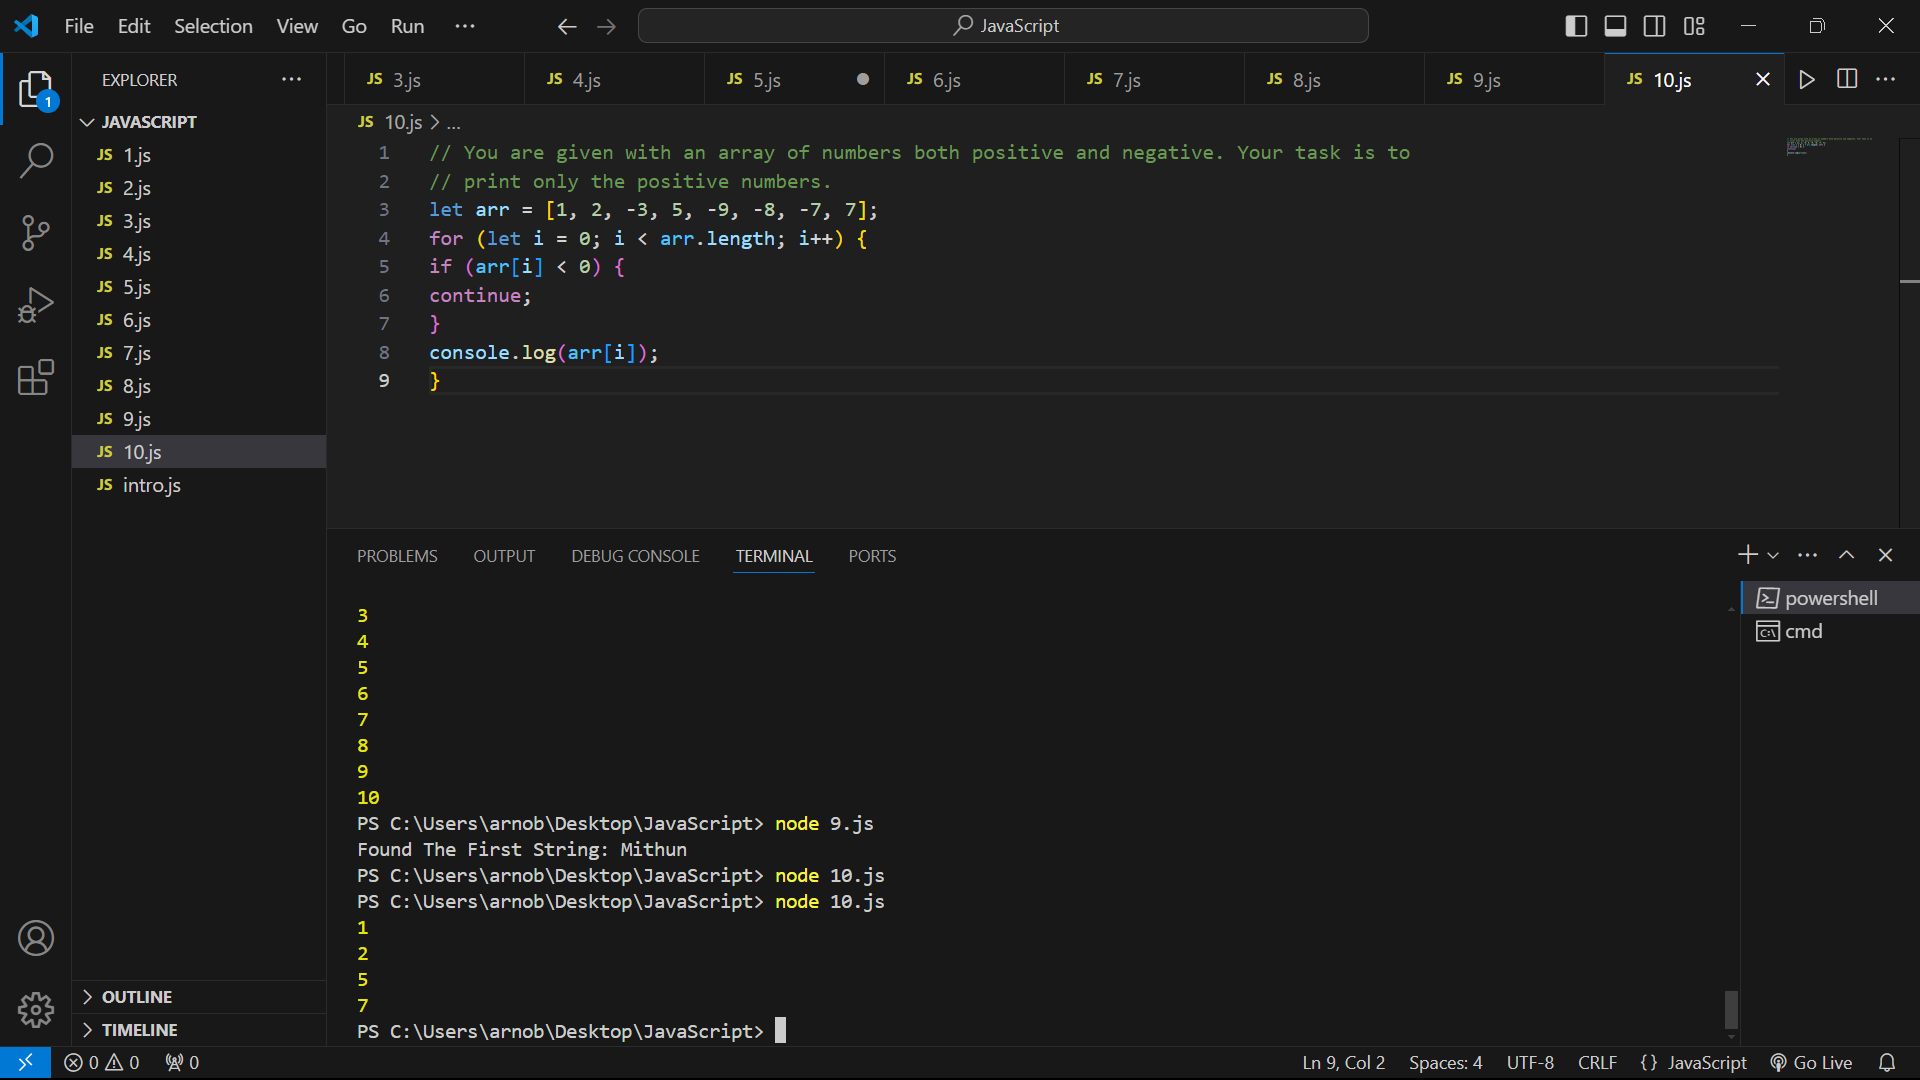 File Edit Selection View Go Run ··· JavaScript
EXPLORER ···
JAVASCRIPT
JS 1.js
JS 2.js
JS 3.js
JS 4.js
JS 5.js
JS 6.js
JS 7.js
JS 8.js
JS 9.js
JS 10.js
JS intro.js
OUTLINE
TIMELINE
JS 3.js JS 4.js JS 5.js JS 6.js JS 7.js JS 8.js JS 9.js JS 10.js
JS 10.js > ...
1 // You are given with an array of numbers both positive and negative. Your task is to
2 // print only the positive numbers.
3 let arr = [1, 2, -3, 5, -9, -8, -7, 7];
4 for (let i = 0; i < arr.length; i++) {
5 if (arr[i] < 0) {
6 continue;
7 }
8 console.log(arr[i]);
9 }
PROBLEMS OUTPUT DEBUG CONSOLE TERMINAL PORTS
3
4
5
6
7
8
9
10
PS C:\Users\arnob\Desktop\JavaScript> node 9.js
Found The First String: Mithun
PS C:\Users\arnob\Desktop\JavaScript> node 10.js
PS C:\Users\arnob\Desktop\JavaScript> node 10.js
1
2
5
7
PS C:\Users\arnob\Desktop\JavaScript>
powershell
cmd
1
0 0 0 Ln 9, Col 2 Spaces: 4 UTF-8 CRLF {} JavaScript Go Live